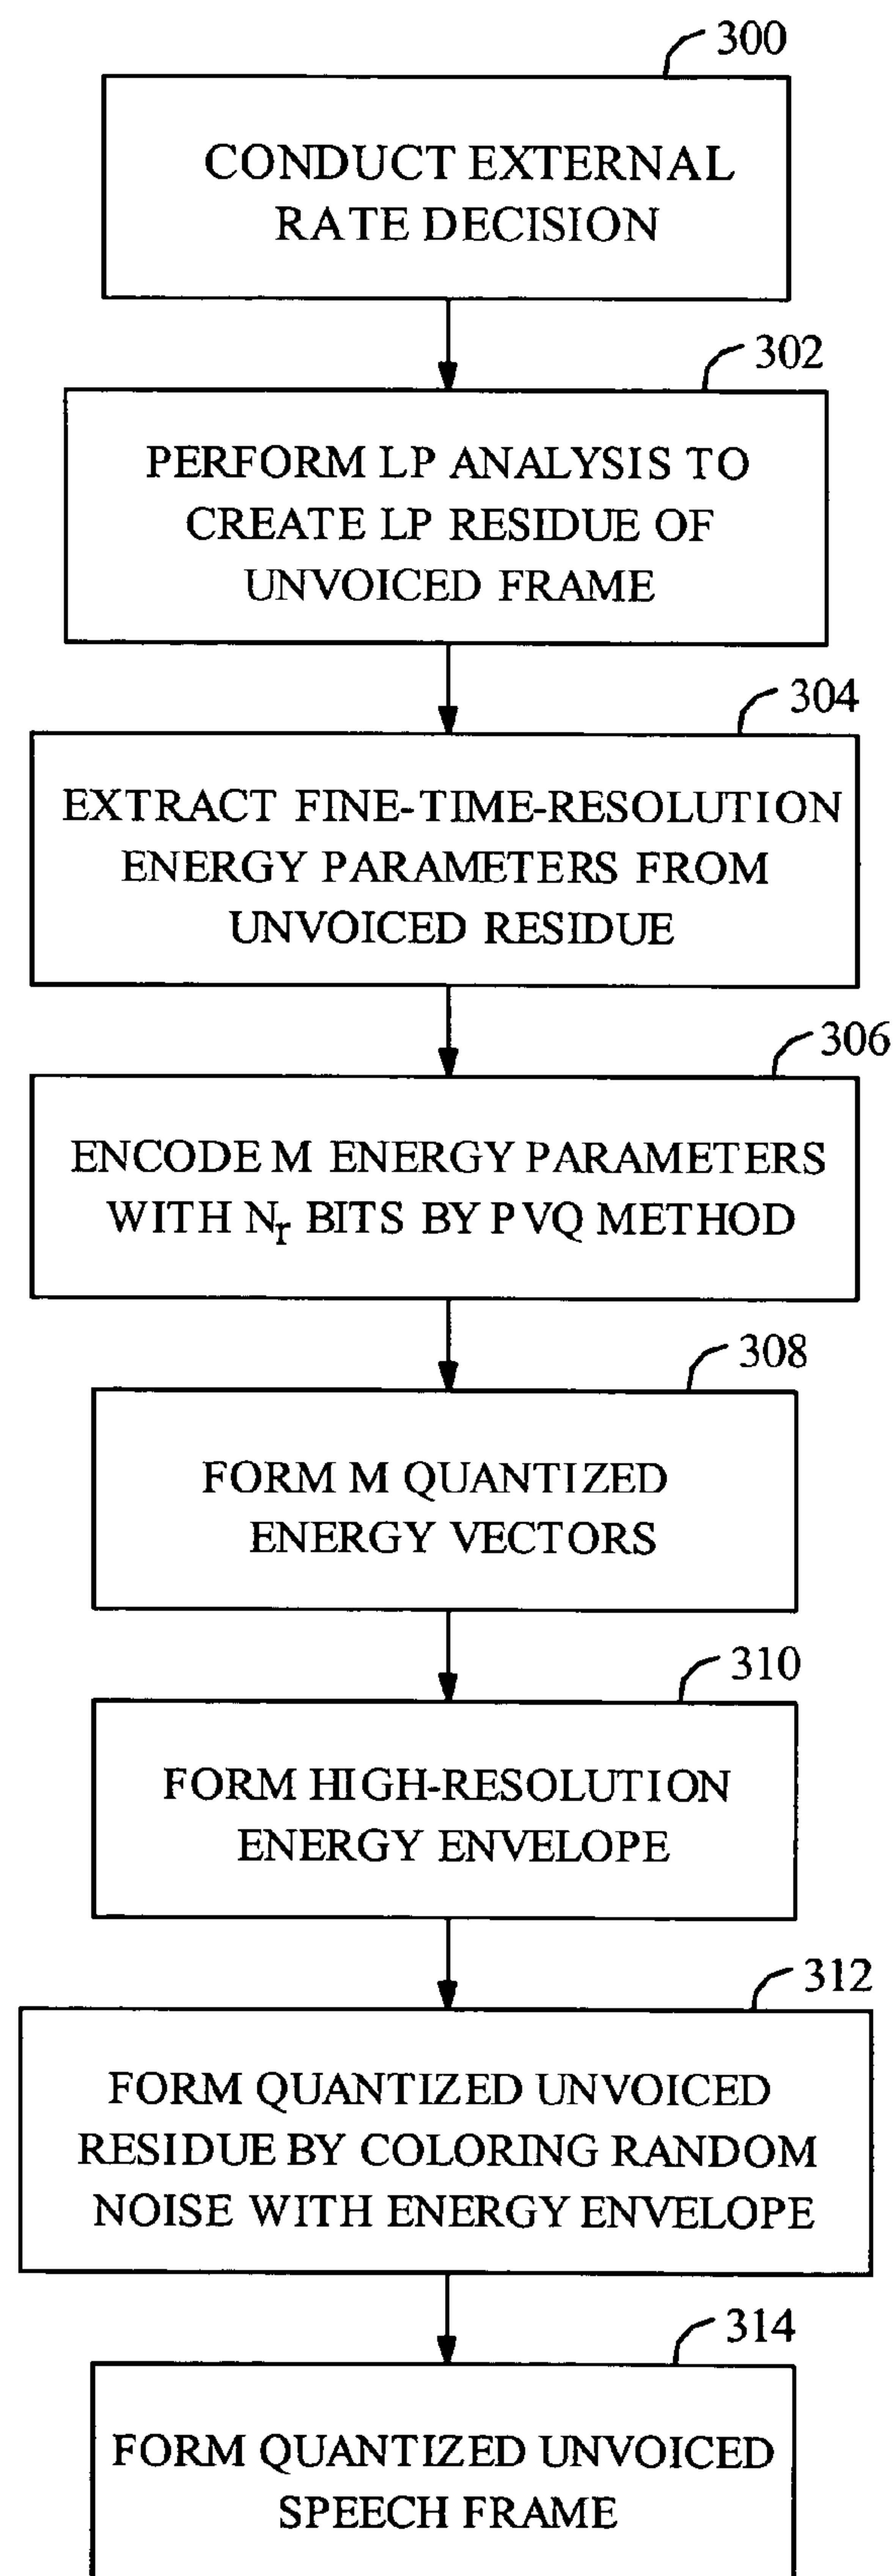 300
CONDUCT EXTERNAL
RATE DECISION
302
PERFORM LP ANALYSIS TO
CREATE LP RESIDUE OF
UNVOICED FRAME
304
EXTRACT FINE-TIME-RESOLUTION
ENERGY PARAMETERS FROM
UNVOICED RESIDUE
306
ENCODE M ENERGY PARAMETERS
WITH Nr BITS BY PVQ METHOD
308
FORM M QUANTIZED
ENERGY VECTORS
310
FORM HIGH-RESOLUTION
ENERGY ENVELOPE
312
FORM QUANTIZED UNVOICED
RESIDUE BY COLORING RANDOM
NOISE WITH ENERGY ENVELOPE
314
FORM QUANTIZED UNVOICED
SPEECH FRAME